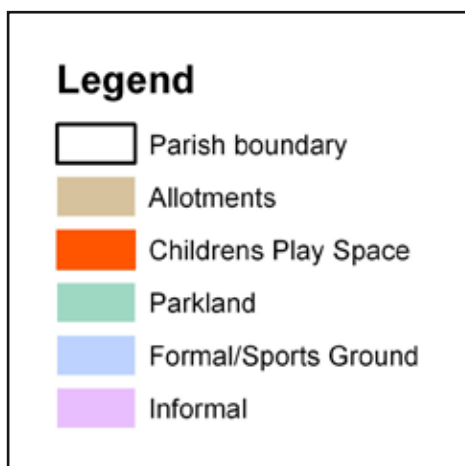 Legend
Parish boundary
Allotments
Childrens Play Space
Parkland
Formal/Sports Ground
Informal